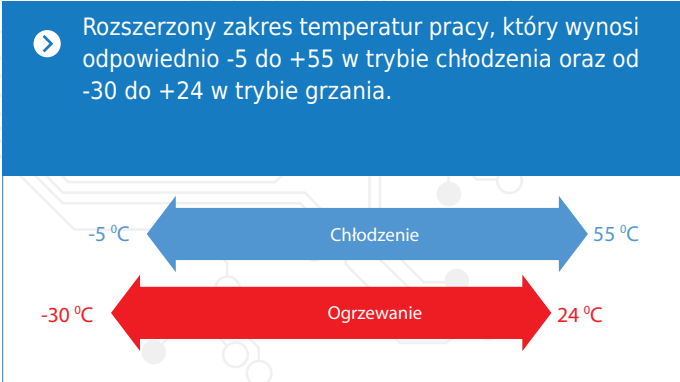 Rozszerzony zakres temperatur pracy, który wynosi
odpowiednio -5 do +55 w trybie chłodzenia oraz od
-30 do +24 w trybie grzania.
-5 ⁰C Chłodzenie 55 ⁰C
-30 ⁰C Ogrzewanie 24 ⁰C